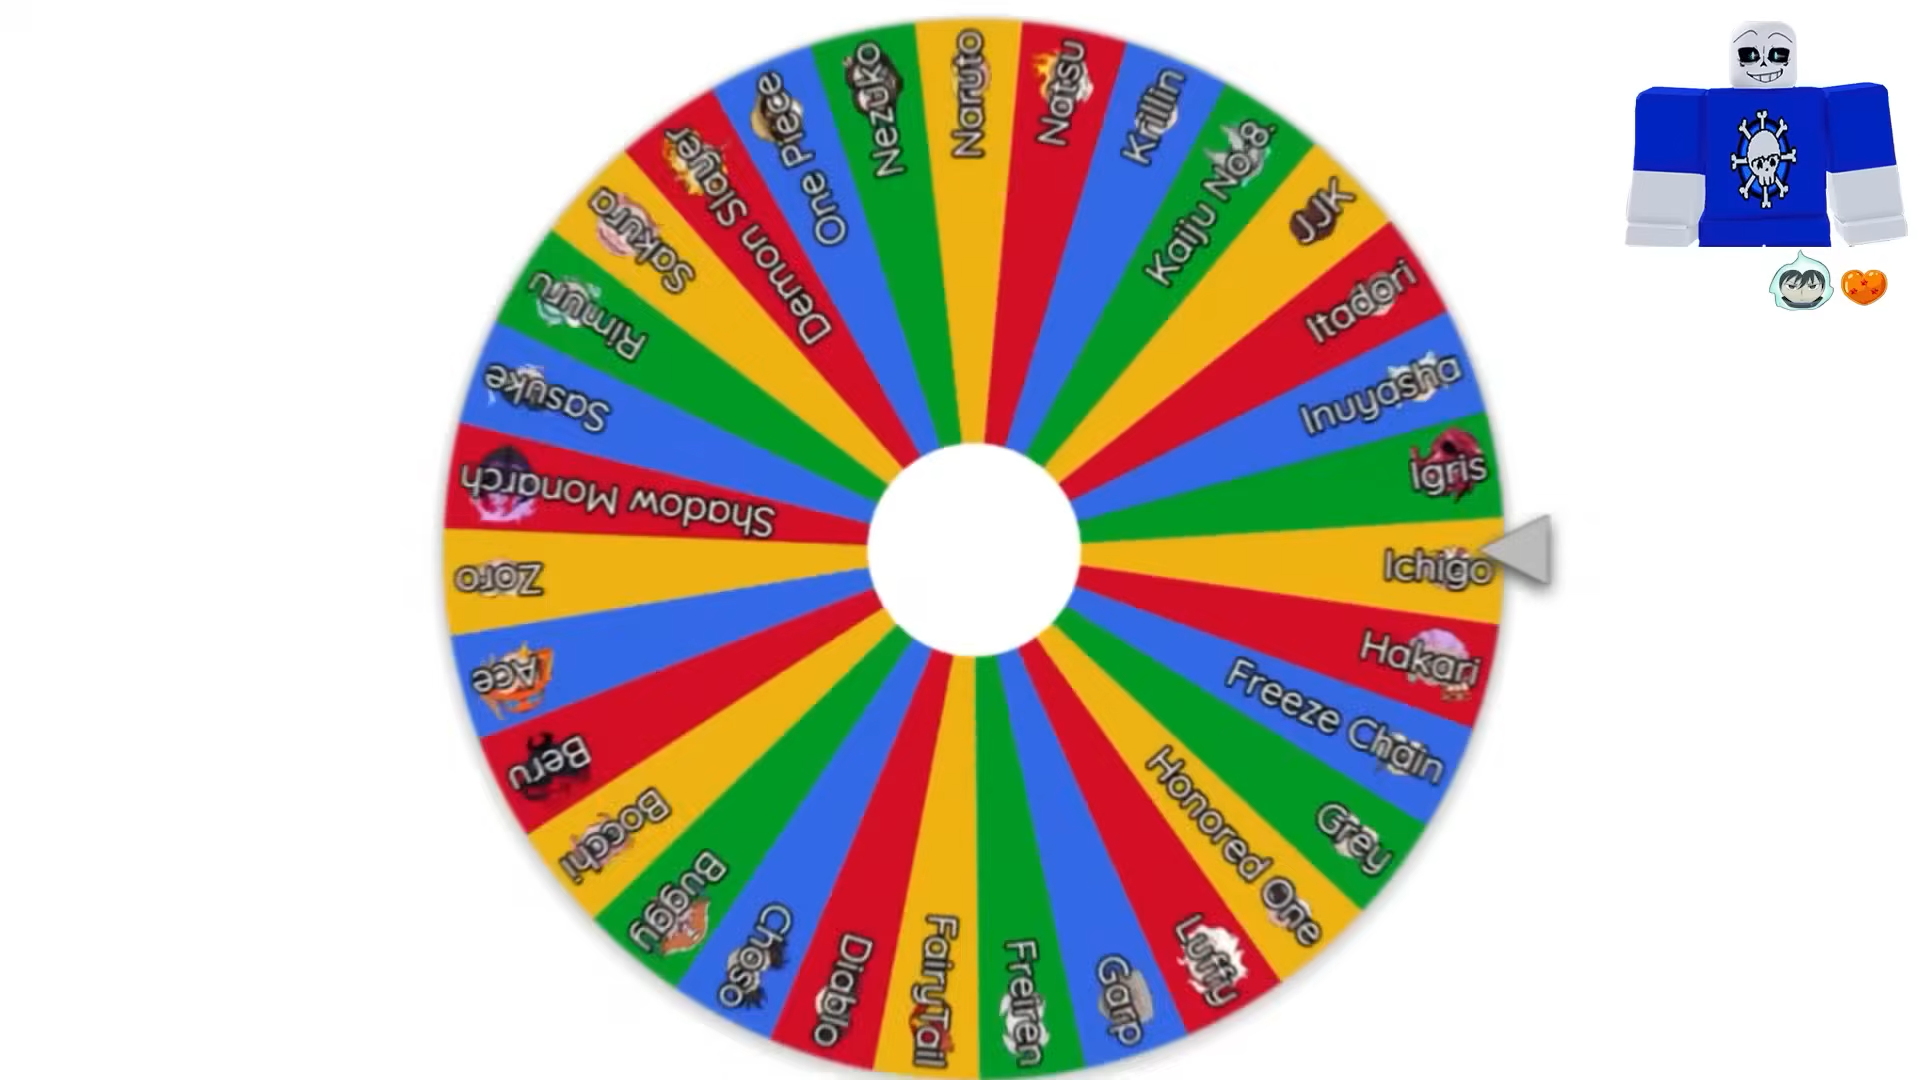 Naruto
Natsu
Krillin
Kaiju No.8.
JJK
Itadori
Inuyasha
Igris
Ichigo
Hakari
Freeze Chain
Grey
Honored One
Luffy
Garp
Freiren
FairyTail
Diablo
Choso
Buggy
Bocchi
Beru
Ace
Zoro
Shadow Monarch
Sasuke
Rimuru
Sakura
Demon Slayer
One Piece
Nezuko